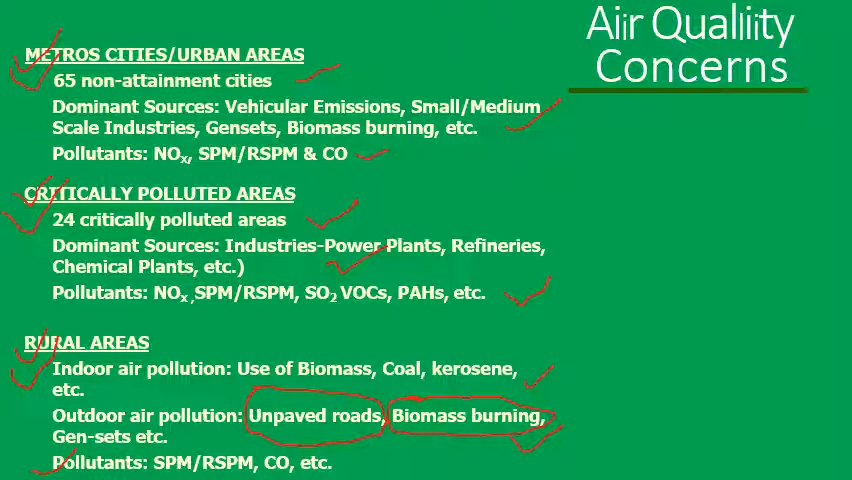 Aiir Qualliity
Concerns
METROS CITIES/URBAN AREAS
65 non-attainment cities
Dominant Sources: Vehicular Emissions, Small/Medium
Scale Industries, Gensets, Biomass burning, etc.
Pollutants: NOx, SPM/RSPM & CO
CRITICALLY POLLUTED AREAS
24 critically polluted areas
Dominant Sources: Industries-Power Plants, Refineries,
Chemical Plants, etc.)
Pollutants: NOx ,SPM/RSPM, SO2 VOCs, PAHs, etc.
RURAL AREAS
Indoor air pollution: Use of Biomass, Coal, kerosene,
etc.
Outdoor air pollution: Unpaved roads, Biomass burning,
Gen-sets etc.
Pollutants: SPM/RSPM, CO, etc.